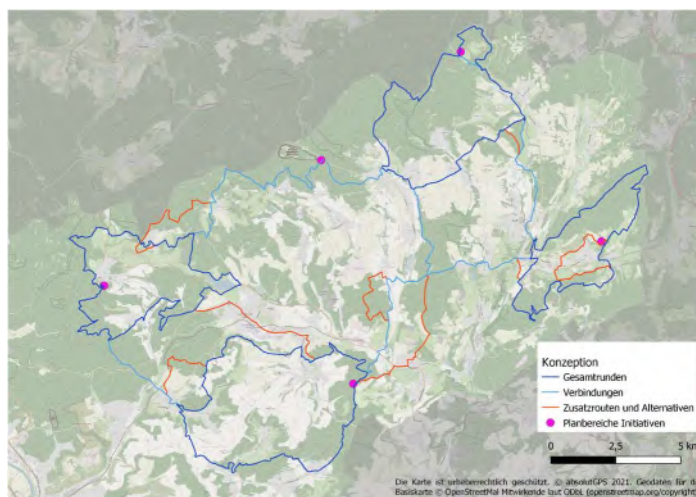 Konzeption
Gesamtrunden
Verbindungen
Zusatzrouten und Alternativen
Planbereiche Initiativen
0 2,5 5 km
Die Karte ist urheberrechtlich geschützt. © absolutGPS 2021. Geodaten für
Basiskarte © OpenStreetMal Mitwirkende laut ODbL (openstreetmap.org/copyright